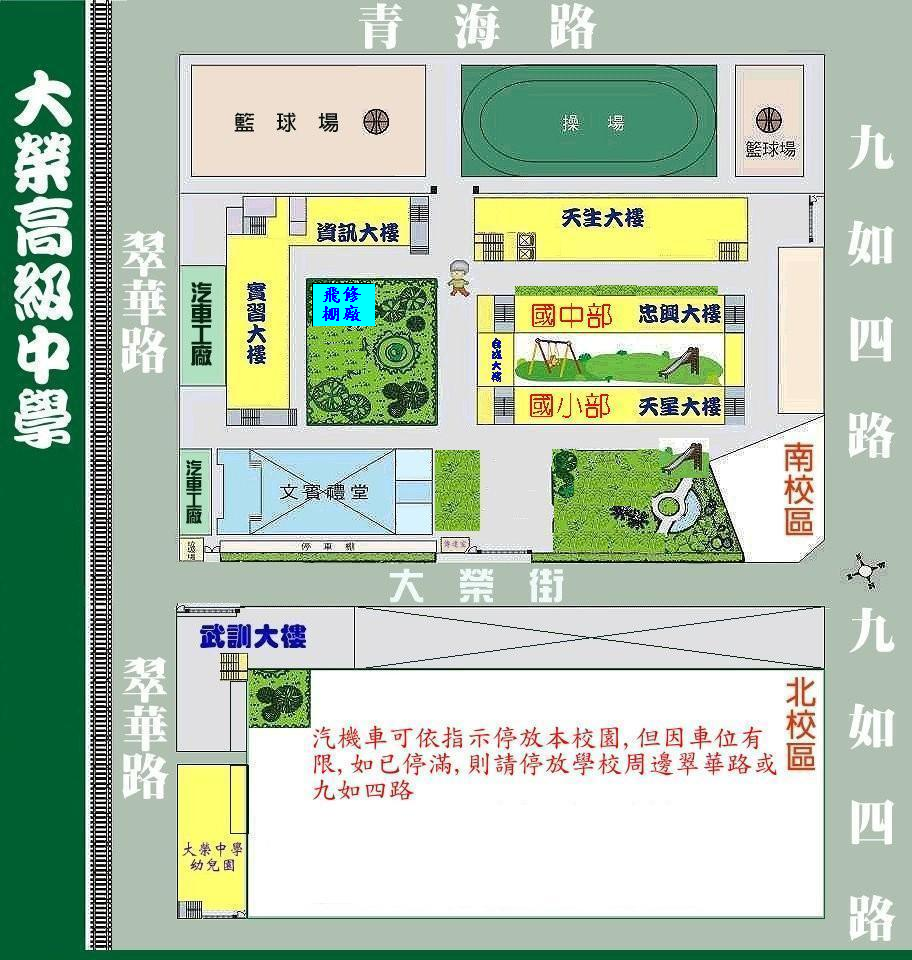 青海路
大榮高級中學
籃球場
操場
籃球場
九如四路
翠華路
資訊大樓
天生大樓
汽車工廠
實習大樓
飛修
棚廠
國中部
忠興大樓
國小部
天星大樓
汽車工廠
文賓禮堂
南校區
停車棚
傳達室
大榮街
武訓大樓
九如四路
翠華路
北校區
汽機車可依指示停放本校園,但因車位有
限,如已停滿,則請停放學校周邊翠華路或
九如四路
大榮中學
幼兒園